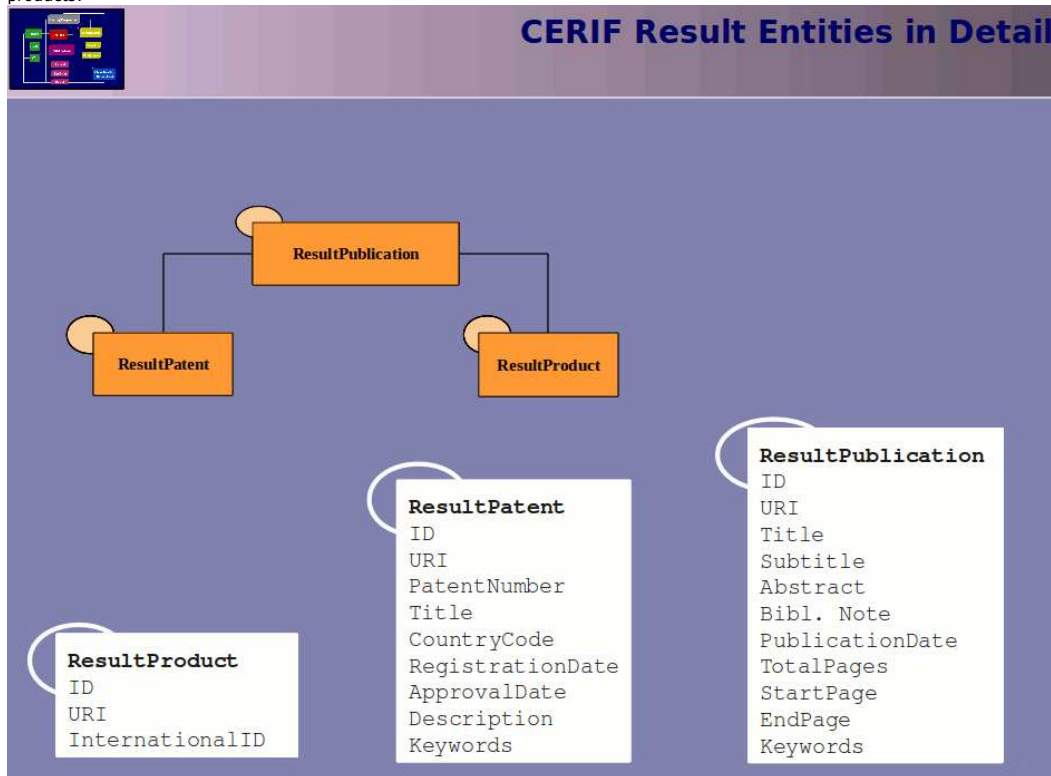 products.
CERIF Result Entities in Detail
ResultPublication
ResultPatent
ResultProduct
ResultPublication
ID
URI
Title
Subtitle
Abstract
Bibl. Note
PublicationDate
TotalPages
StartPage
EndPage
Keywords
ResultPatent
ID
URI
PatentNumber
Title
CountryCode
RegistrationDate
ApprovalDate
Description
Keywords
ResultProduct
ID
URI
InternationalID